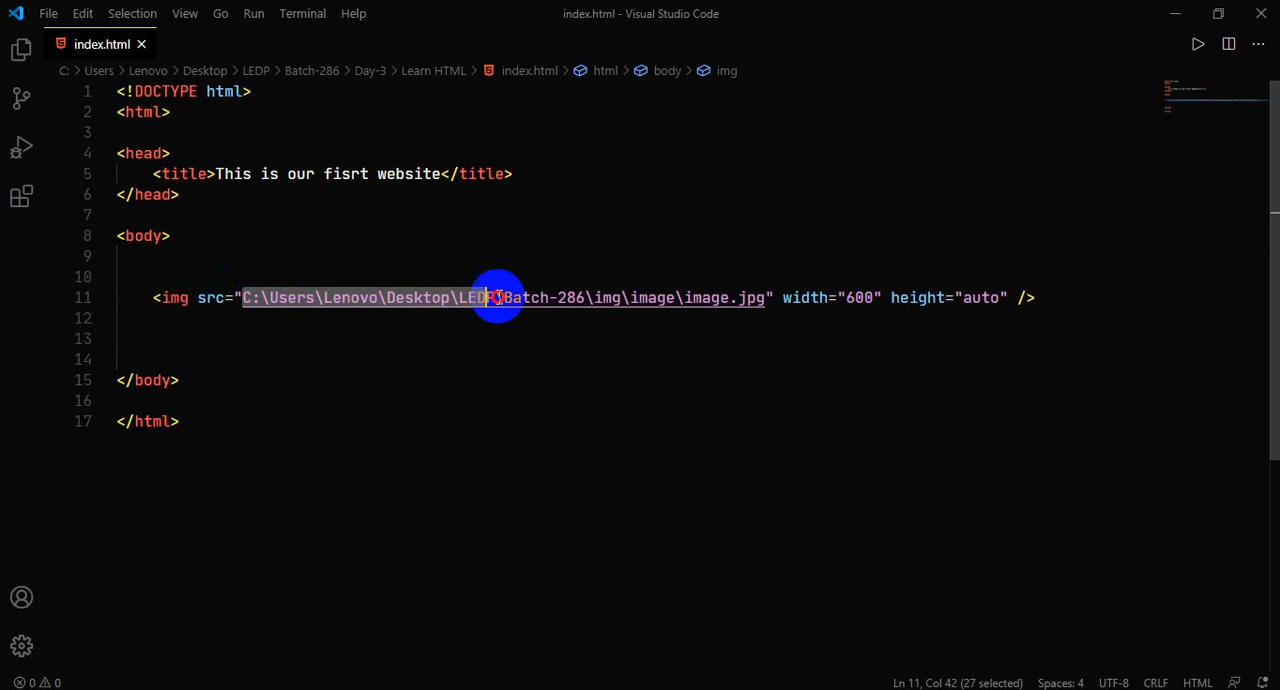 File Edit Selection View Go Run Terminal Help index.html - Visual Studio Code
index.html
C: > Users > Lenovo > Desktop > LEDP > Batch-286 > Day-3 > Learn HTML > index.html > html > body > img
1 <!DOCTYPE html>
2 <html>
3
4 <head>
5 <title>This is our fisrt website</title>
6 </head>
7
8 <body>
9
10
11 <img src="C:\Users\Lenovo\Desktop\LEDP\Batch-286\img\image\image.jpg" width="600" height="auto" />
12
13
14
15 </body>
16
17 </html>
0 0 Ln 11, Col 42 (27 selected) Spaces: 4 UTF-8 CRLF HTML